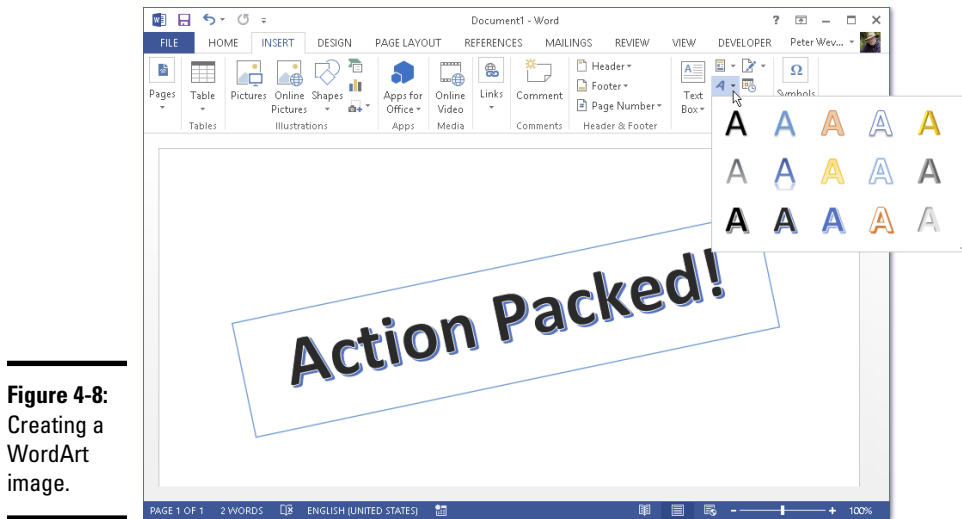 Document1 - Word
FILE HOME INSERT DESIGN PAGE LAYOUT REFERENCES MAILINGS REVIEW VIEW DEVELOPER Peter Wev...
Pages Table Pictures Online Pictures Shapes Apps for Office Online Video Links Comment Header Footer Page Number Text Box Symbols
Tables Illustrations Apps Media Comments Header & Footer
A A A A A
A A A A A
A A A A A
Action Packed!
Figure 4-8:
Creating a
WordArt
image.
PAGE 1 OF 1 2 WORDS ENGLISH (UNITED STATES) 100%